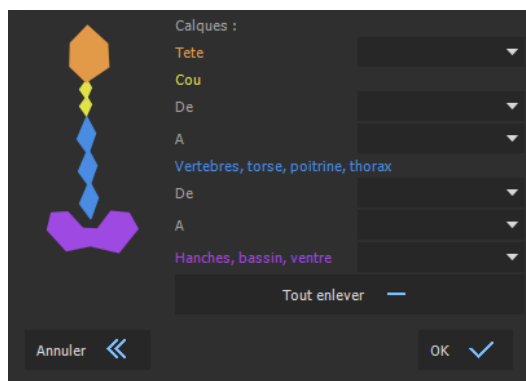 Calques :
Tete
Cou
De
A
Vertebres, torse, poitrine, thorax
De
A
Hanches, bassin, ventre
Tout enlever
Annuler
OK